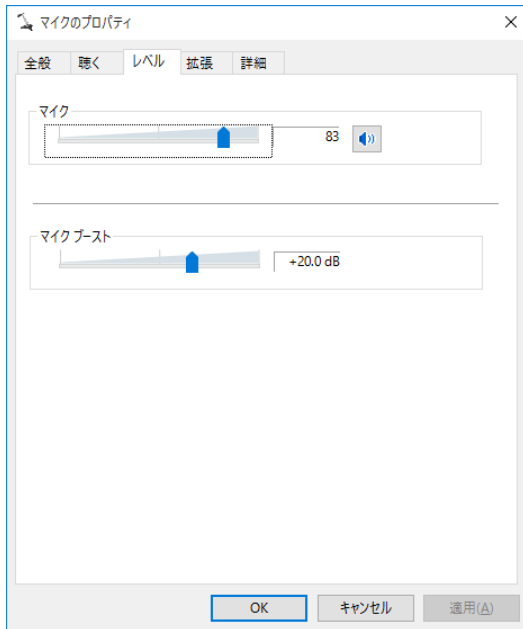 マイクのプロパティ
全般 聴く レベル 拡張 詳細
マイク
83
マイク ブースト
+20.0 dB
OK キャンセル 適用(A)